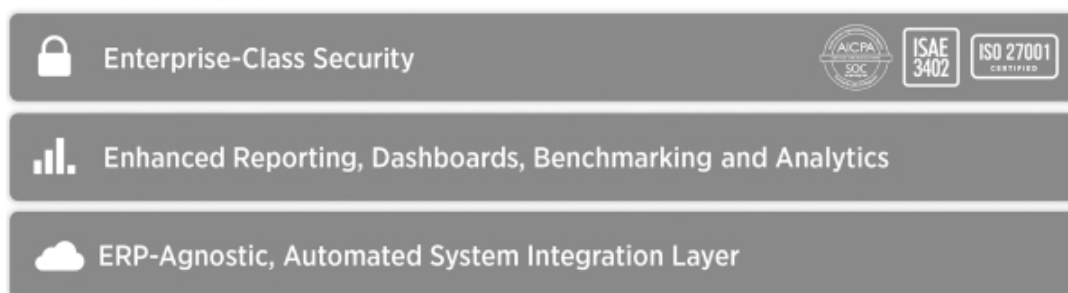 Enterprise-Class Security
AICPA
SOC
ISAE
3402
ISO 27001
CERTIFIED
Enhanced Reporting, Dashboards, Benchmarking and Analytics
ERP-Agnostic, Automated System Integration Layer